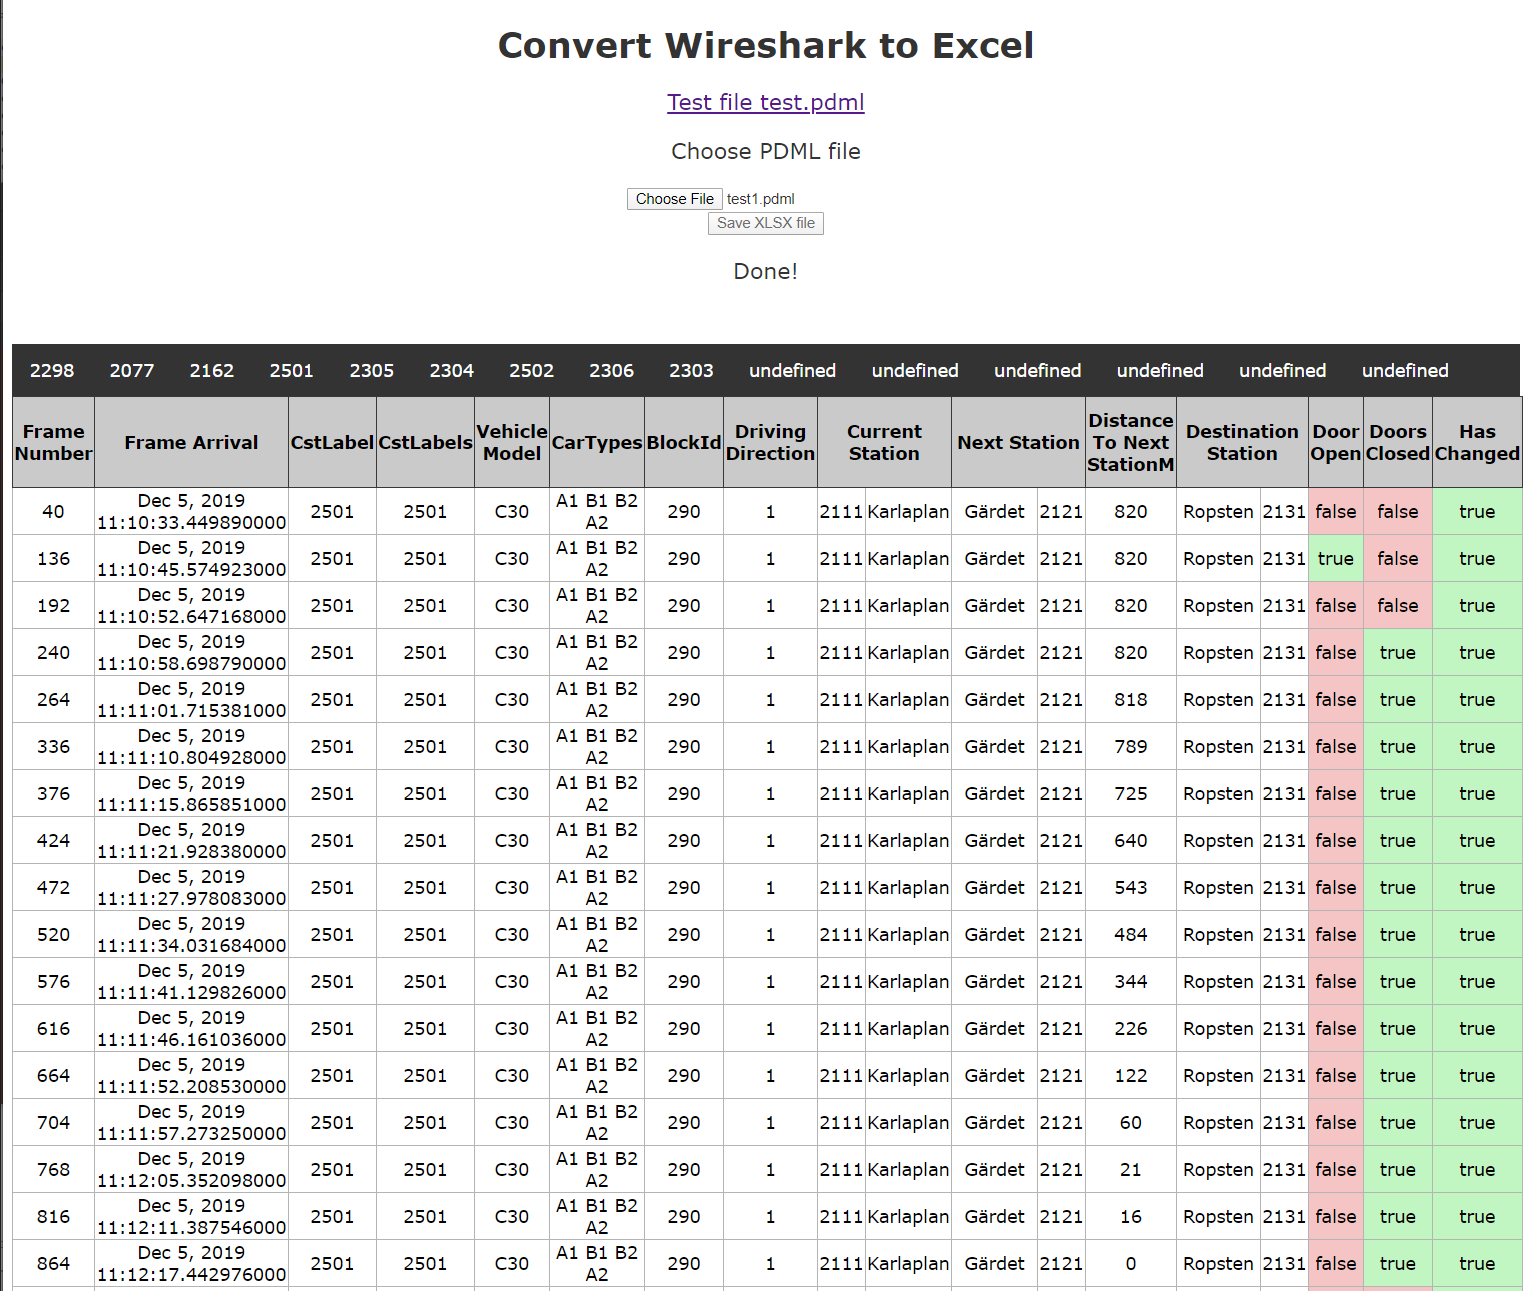 Convert Wireshark to Excel
Test file test.pdml
Choose PDML file
Choose File test1.pdml
Save XLSX file
Done!
2298 2077 2162 2501 2305 2304 2502 2306 2303 undefined undefined undefined undefined undefined undefined
Frame Number Frame Arrival CstLabel CstLabels Vehicle Model CarTypes BlockId Driving Direction Current Station Next Station Distance To Next StationM Destination Station Door Open Doors Closed Has Changed
40 Dec 5, 2019 11:10:33.449890000 2501 2501 C30 A1 B1 B2 A2 290 1 2111 Karlaplan Gärdet 2121 820 Ropsten 2131 false false true
136 Dec 5, 2019 11:10:45.574923000 2501 2501 C30 A1 B1 B2 A2 290 1 2111 Karlaplan Gärdet 2121 820 Ropsten 2131 true false true
192 Dec 5, 2019 11:10:52.647168000 2501 2501 C30 A1 B1 B2 A2 290 1 2111 Karlaplan Gärdet 2121 820 Ropsten 2131 false false true
240 Dec 5, 2019 11:10:58.698790000 2501 2501 C30 A1 B1 B2 A2 290 1 2111 Karlaplan Gärdet 2121 820 Ropsten 2131 false true true
264 Dec 5, 2019 11:11:01.715381000 2501 2501 C30 A1 B1 B2 A2 290 1 2111 Karlaplan Gärdet 2121 818 Ropsten 2131 false true true
336 Dec 5, 2019 11:11:10.804928000 2501 2501 C30 A1 B1 B2 A2 290 1 2111 Karlaplan Gärdet 2121 789 Ropsten 2131 false true true
376 Dec 5, 2019 11:11:15.865851000 2501 2501 C30 A1 B1 B2 A2 290 1 2111 Karlaplan Gärdet 2121 725 Ropsten 2131 false true true
424 Dec 5, 2019 11:11:21.928380000 2501 2501 C30 A1 B1 B2 A2 290 1 2111 Karlaplan Gärdet 2121 640 Ropsten 2131 false true true
472 Dec 5, 2019 11:11:27.978083000 2501 2501 C30 A1 B1 B2 A2 290 1 2111 Karlaplan Gärdet 2121 543 Ropsten 2131 false true true
520 Dec 5, 2019 11:11:34.031684000 2501 2501 C30 A1 B1 B2 A2 290 1 2111 Karlaplan Gärdet 2121 484 Ropsten 2131 false true true
576 Dec 5, 2019 11:11:41.129826000 2501 2501 C30 A1 B1 B2 A2 290 1 2111 Karlaplan Gärdet 2121 344 Ropsten 2131 false true true
616 Dec 5, 2019 11:11:46.161036000 2501 2501 C30 A1 B1 B2 A2 290 1 2111 Karlaplan Gärdet 2121 226 Ropsten 2131 false true true
664 Dec 5, 2019 11:11:52.208530000 2501 2501 C30 A1 B1 B2 A2 290 1 2111 Karlaplan Gärdet 2121 122 Ropsten 2131 false true true
704 Dec 5, 2019 11:11:57.273250000 2501 2501 C30 A1 B1 B2 A2 290 1 2111 Karlaplan Gärdet 2121 60 Ropsten 2131 false true true
768 Dec 5, 2019 11:12:05.352098000 2501 2501 C30 A1 B1 B2 A2 290 1 2111 Karlaplan Gärdet 2121 21 Ropsten 2131 false true true
816 Dec 5, 2019 11:12:11.387546000 2501 2501 C30 A1 B1 B2 A2 290 1 2111 Karlaplan Gärdet 2121 16 Ropsten 2131 false true true
864 Dec 5, 2019 11:12:17.442976000 2501 2501 C30 A1 B1 B2 A2 290 1 2111 Karlaplan Gärdet 2121 0 Ropsten 2131 false true true